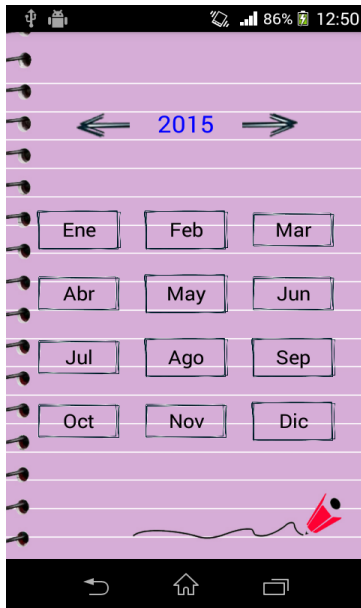 86% 12:50
2015
Ene Feb Mar
Abr May Jun
Jul Ago Sep
Oct Nov Dic